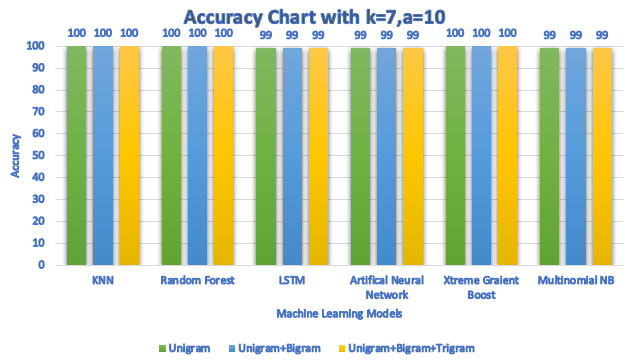 Accuracy Chart with k=7,a=10
100 100 100 100 100 100 99 99 99 99 99 99 100 100 100 99 99 99
100
90
80
70
60
50
40
30
20
10
0
Accuracy
KNN Random Forest LSTM Artifical Neural Network Xtreme Graient Boost Multinomial NB
Machine Learning Models
Unigram Unigram+Bigram Unigram+Bigram+Trigram